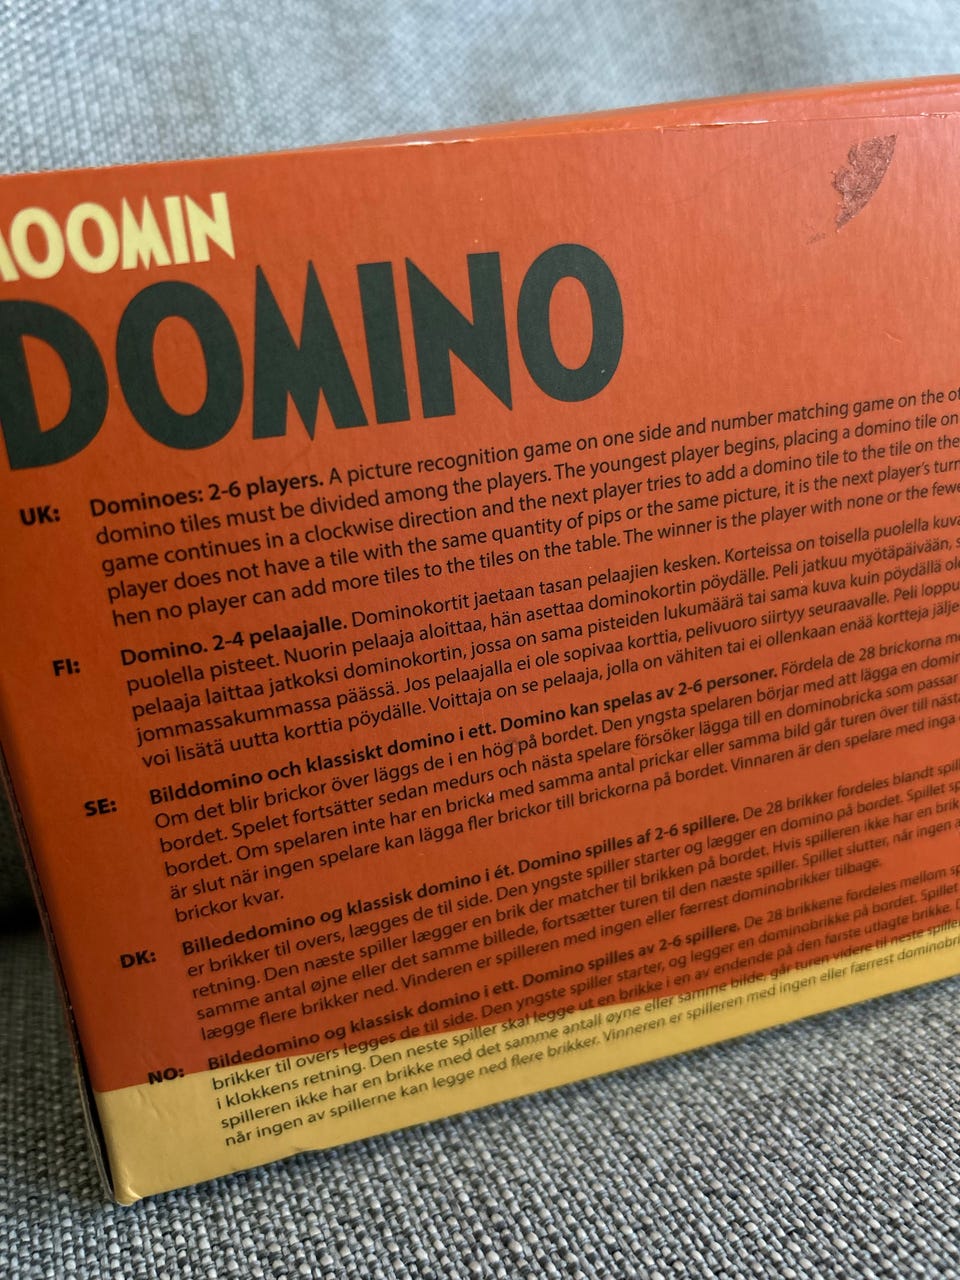 MOOMIN
DOMINO
UK: Dominoes: 2-6 players. A picture recognition game on one side and number matching game on the
domino tiles must be divided among the players. The youngest player begins, placing a domino tile on
game continues in a clockwise direction and the next player tries to add a domino tile to the tile on the
player does not have a tile with the same quantity of pips or the same picture, it is the next player's turn
hen no player can add more tiles to the tiles on the table. The winner is the player with none or the
FI: Domino. 2-4 pelaajalle. Dominokortit jaetaan tasan pelaajien kesken. Korteissa on toisella puolella
puolella pisteet. Nuorin pelaaja aloittaa, hän asettaa dominokortin pöydälle. Peli jatkuu myötäpäivään,
pelaaja laittaa jatkoksi dominokortin, jossa on sama pisteiden lukumäärä tai sama kuva kuin pöydällä
jommassakummassa päässä. Jos pelaajalla ei ole sopivaa korttia, pelivuoro siirtyy seuraavalle. Peli
voi lisätä uutta korttia pöydälle. Voittaja on se pelaaja, jolla on vähiten tai ei ollenkaan enää kortteja
SE: Bilddomino och klassiskt domino i ett. Domino kan spelas av 2-6 personer. Fördela de 28 brickorna
Om det blir brickor över läggs de i en hög på bordet. Den yngsta spelaren börjar med att lägga en
bordet. Spelet fortsätter sedan medurs och nästa spelare försöker lägga till en dominobricka som passar
bordet. Om spelaren inte har en bricka med samma antal prickar eller samma bild går turen över till
är slut när ingen spelare kan lägga fler brickor till brickorna på bordet. Vinnaren är den spelare med inga
brickor kvar.
DK: Billededomino og klassisk domino i ét. Domino spilles af 2-6 spillere. De 28 brikker fordeles blandt
er brikker til overs, lægges de til side. Den yngste spiller starter og lægger en domino på bordet. Spillet
retning. Den næste spiller lægger en brik der matcher til brikken på bordet. Hvis spilleren ikke har en brik
samme antal øjne eller det samme billede, fortsætter turen til den næste spiller. Spillet slutter, når ingen
lægge flere brikker ned. Vinderen er spilleren med ingen eller færrest dominobrikker tilbage.
NO: Bildedomino og klassisk domino i ett. Domino spilles av 2-6 spillere. De 28 brikkene fordeles mellom
brikker til overs legges de til side. Den yngste spiller starter, og legger en dominobrikke på bordet. Spillet
i klokkens retning. Den neste spiller skal legge ut en brikke i en av endende på den første utlagte brikke.
spilleren ikke har en brikke med det samme antall øyne eller samme bilde, går turen videre til neste
når ingen av spillerne kan legge ned flere brikker. Vinneren er spilleren med ingen eller færrest